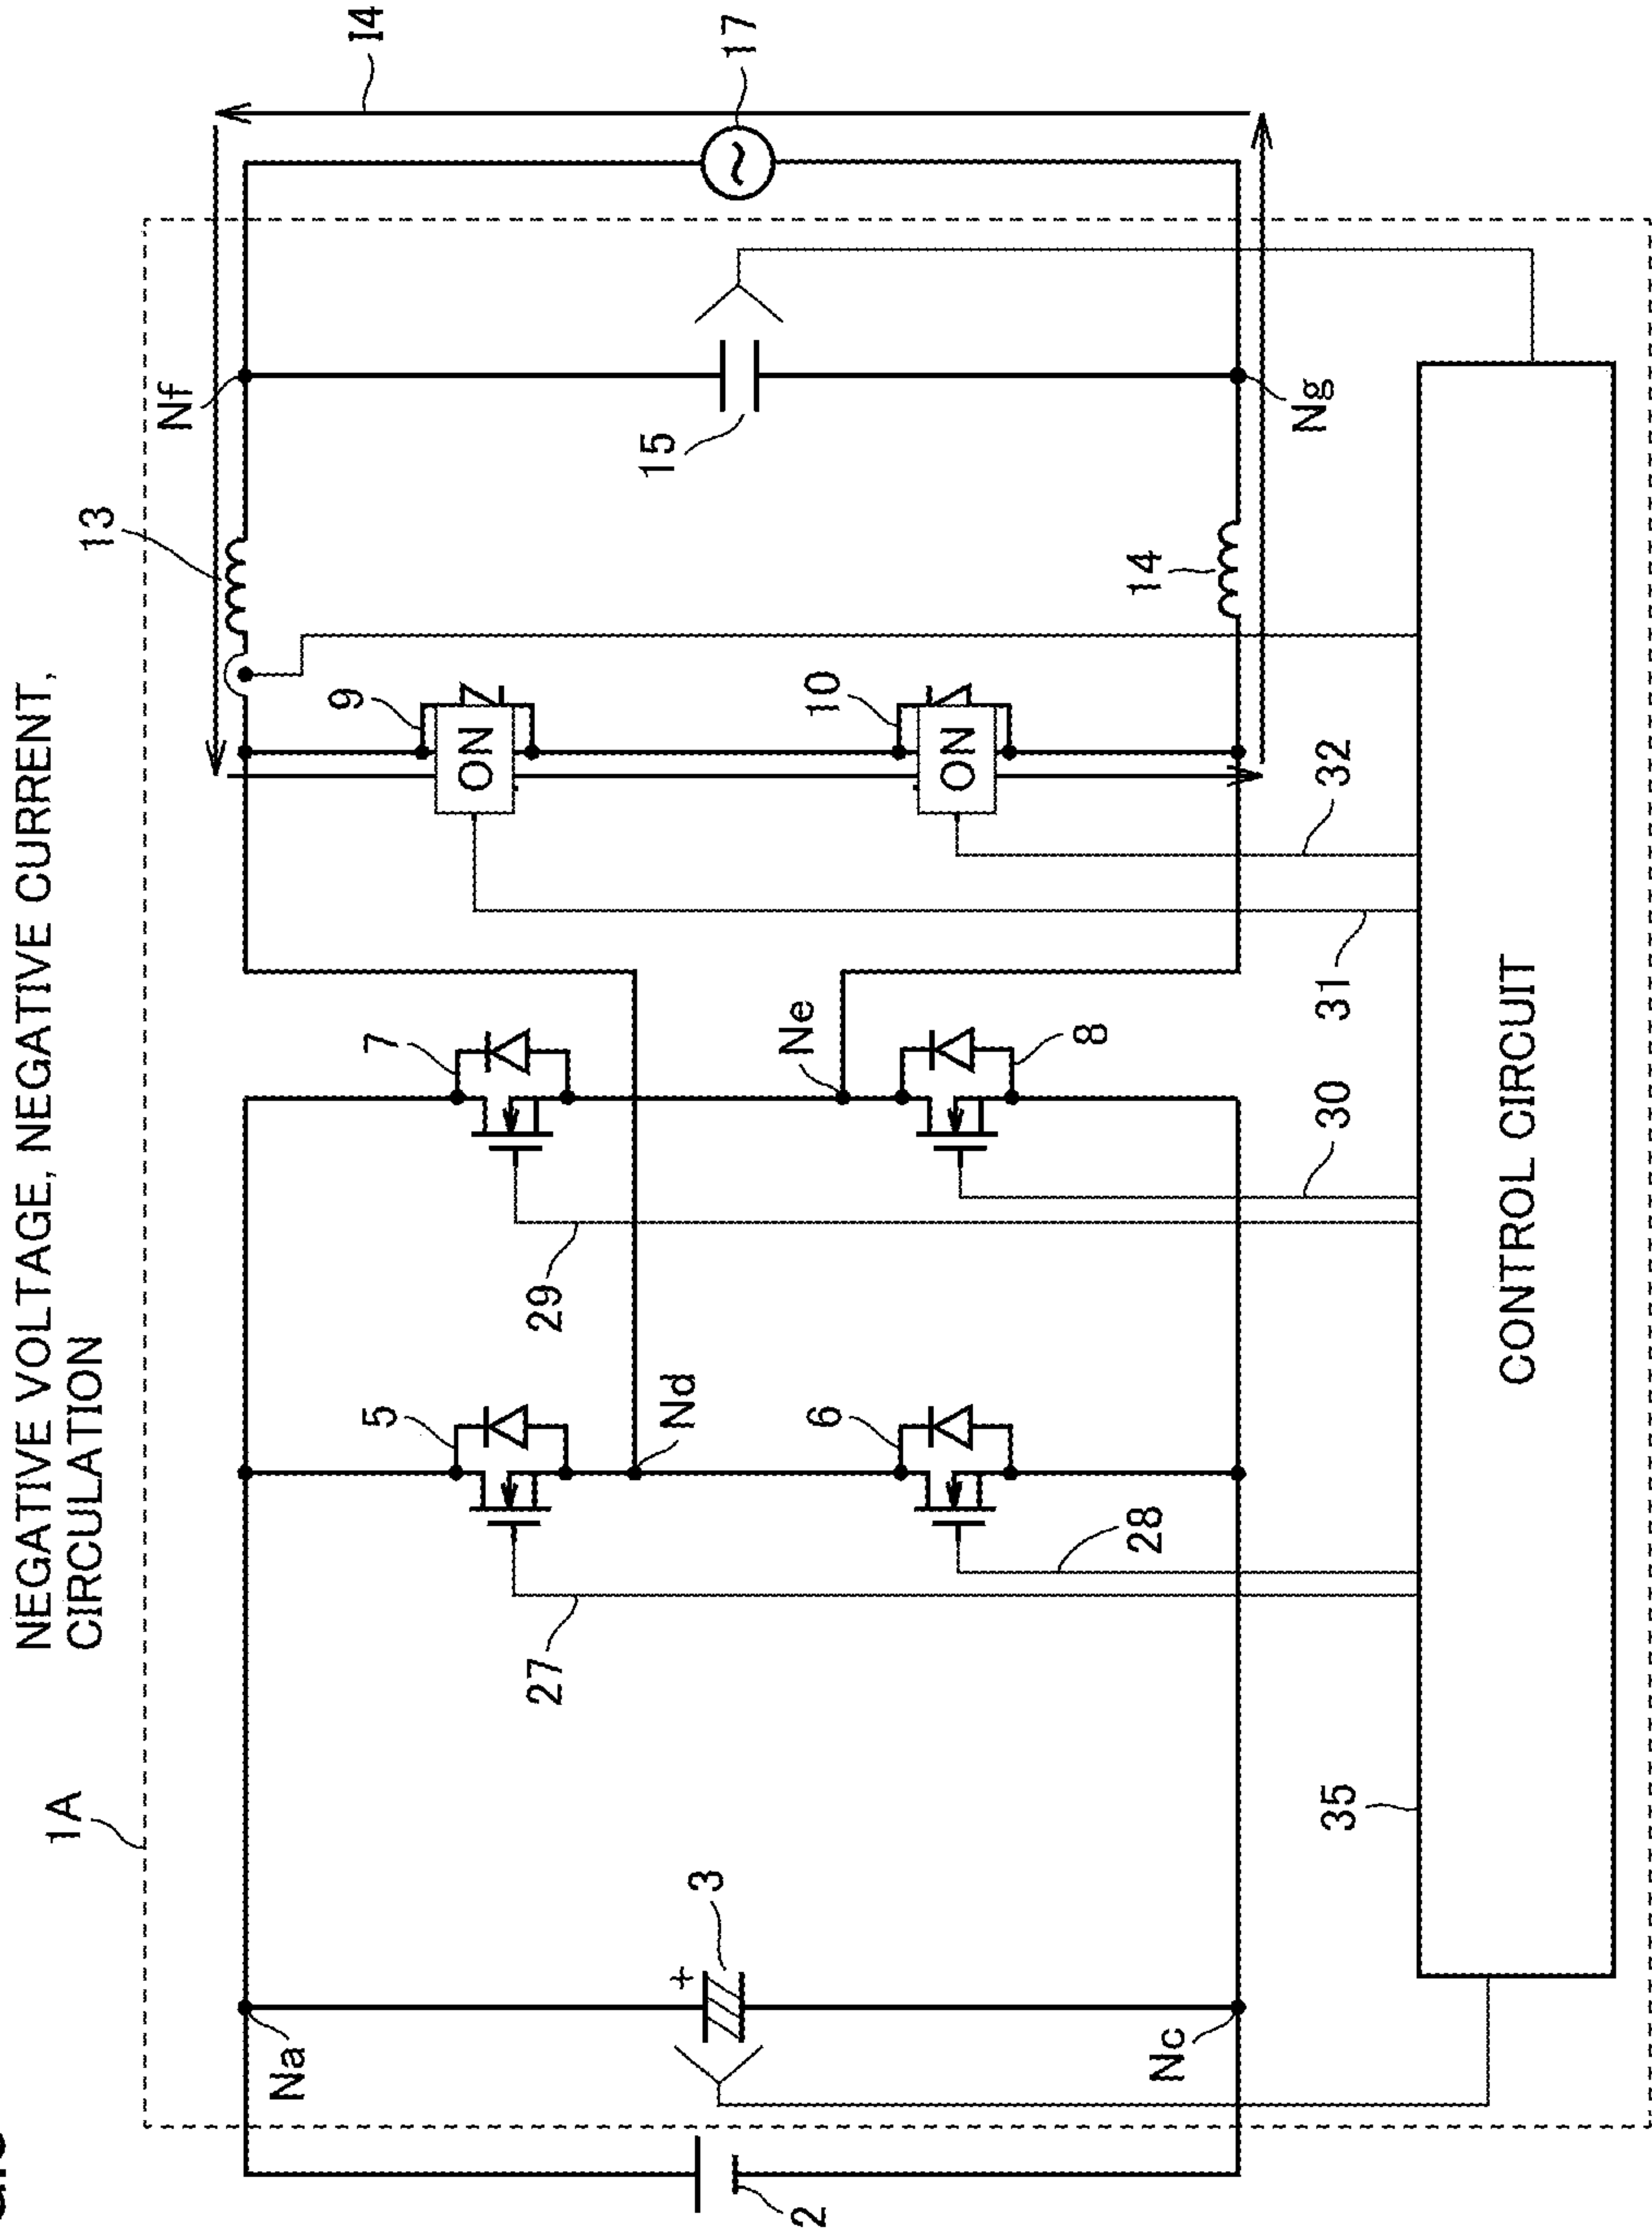 NEGATIVE VOLTAGE, NEGATIVE CURRENT,
CIRCULATION
1A
13
Nf
I4
Na
5
7
9
27
29
Nd
3
2
6
Ne
10
15
17
28
8
14
Nc
30
31
32
Ng
35
ON
ON
+
~
CONTROL CIRCUIT